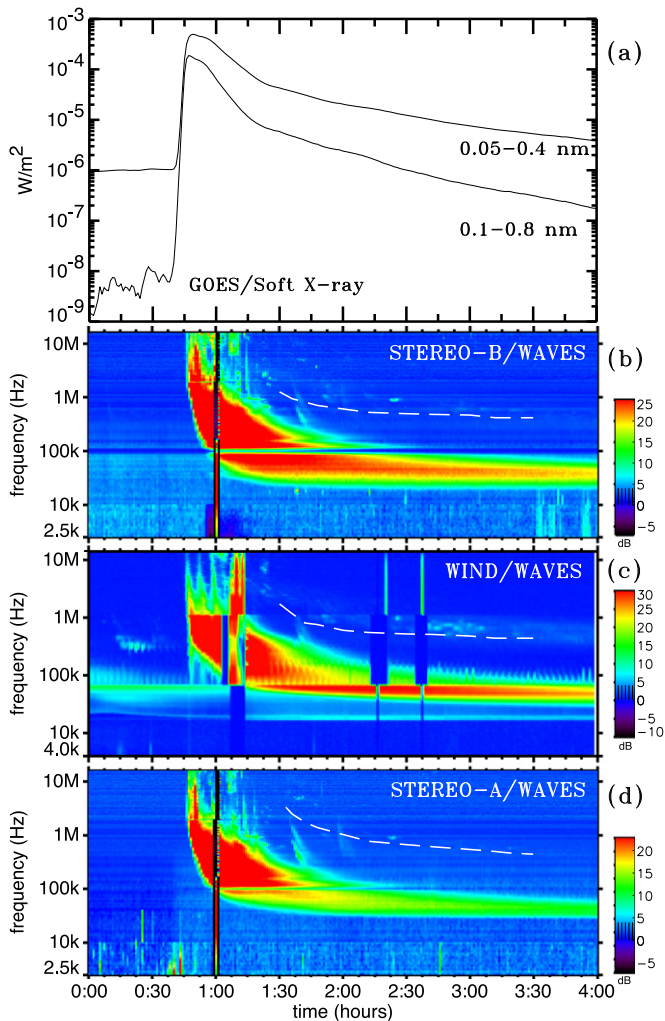 10−3
(a)
10−4
10−5
W/m2
10−6
0.05−0.4 nm
10−7
0.1−0.8 nm
10−8
GOES/Soft X−ray
10−9
10M
STEREO−B/WAVES
(b)
1M
frequency (Hz)
100k
10k
2.5k
25
20
15
10
5
0
−5
dB
10M
WIND/WAVES
(c)
1M
frequency (Hz)
100k
10k
4.0k
30
25
20
15
10
5
0
−5
−10
dB
10M
STEREO−A/WAVES
(d)
1M
frequency (Hz)
100k
10k
2.5k
20
15
10
5
0
−5
dB
0:00 0:30 1:00 1:30 2:00 2:30 3:00 3:30 4:00
time (hours)